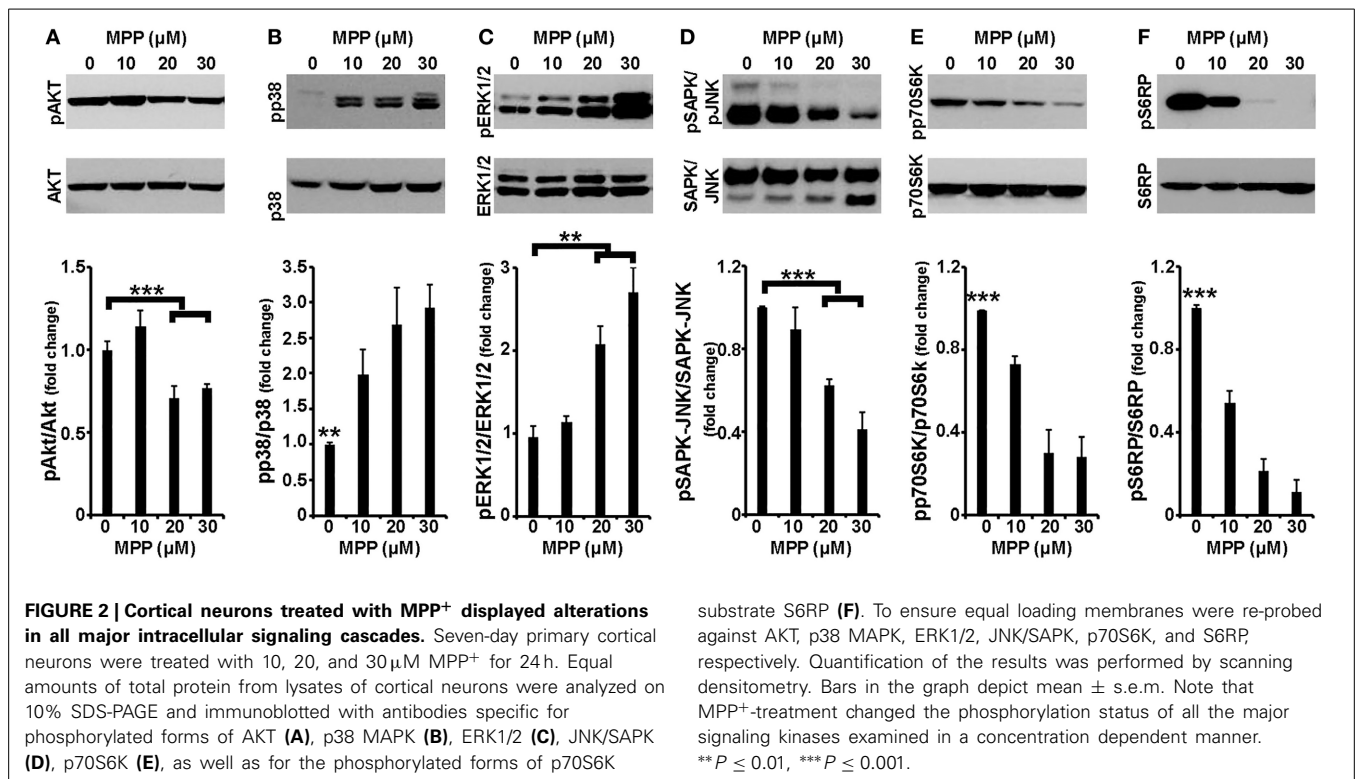 A MPP (µM)
0 10 20 30
pAKT
AKT
pAkt/Akt (fold change)
1.5
1.0
0.5
0
***
0 10 20 30
MPP (µM)
B MPP (µM)
0 10 20 30
pp38
p38
pp38/p38 (fold change)
3.5
3.0
2.5
2.0
1.5
1.0
0.5
0.0
**
0 10 20 30
MPP (µM)
C MPP (µM)
0 10 20 30
pERK1/2
ERK1/2
pERK1/2/ERK1/2 (fold change)
3
2
1
0
**
0 10 20 30
MPP (µM)
D MPP (µM)
0 10 20 30
pSAPK/
pJNK
SAPK/
JNK
pSAPK-JNK/SAPK-JNK
(fold change)
1.2
0.8
0.4
0
***
0 10 20 30
MPP (µM)
E MPP (µM)
0 10 20 30
pp70S6K
p70S6K
pp70S6K/p70S6k (fold change)
1.2
0.8
0.4
0
***
0 10 20 30
MPP (µM)
F MPP (µM)
0 10 20 30
pS6RP
S6RP
pS6RP/S6RP (fold change)
1.2
0.8
0.4
0
***
0 10 20 30
MPP (µM)
FIGURE 2 | Cortical neurons treated with MPP+ displayed alterations
in all major intracellular signaling cascades. Seven-day primary cortical
neurons were treated with 10, 20, and 30 µM MPP+ for 24 h. Equal
amounts of total protein from lysates of cortical neurons were analyzed on
10% SDS-PAGE and immunoblotted with antibodies specific for
phosphorylated forms of AKT (A), p38 MAPK (B), ERK1/2 (C), JNK/SAPK
(D), p70S6K (E), as well as for the phosphorylated forms of p70S6K
substrate S6RP (F). To ensure equal loading membranes were re-probed
against AKT, p38 MAPK, ERK1/2, JNK/SAPK, p70S6K, and S6RP,
respectively. Quantification of the results was performed by scanning
densitometry. Bars in the graph depict mean ± s.e.m. Note that
MPP+-treatment changed the phosphorylation status of all the major
signaling kinases examined in a concentration dependent manner.
**P ≤ 0.01, ***P ≤ 0.001.